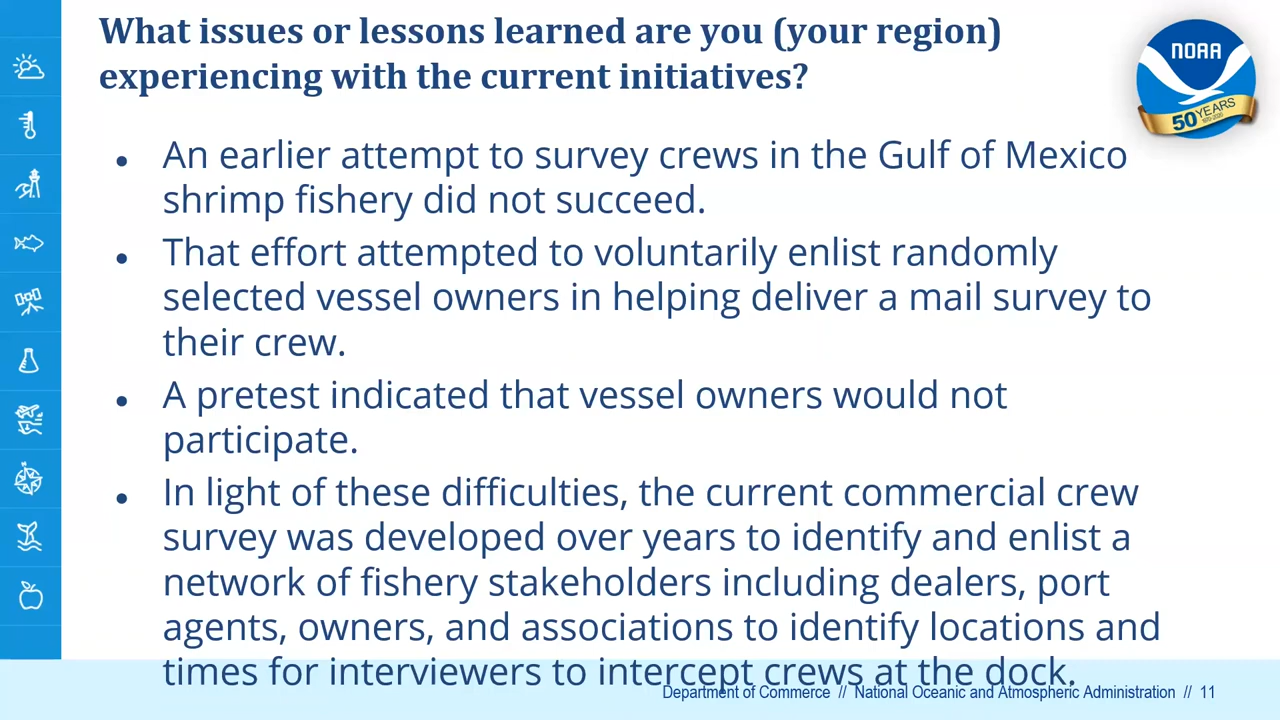 What issues or lessons learned are you (your region)
experiencing with the current initiatives?
NOAA
50 YEARS
1970-2020
• An earlier attempt to survey crews in the Gulf of Mexico
shrimp fishery did not succeed.
• That effort attempted to voluntarily enlist randomly
selected vessel owners in helping deliver a mail survey to
their crew.
• A pretest indicated that vessel owners would not
participate.
• In light of these difficulties, the current commercial crew
survey was developed over years to identify and enlist a
network of fishery stakeholders including dealers, port
agents, owners, and associations to identify locations and
times for interviewers to intercept crews at the dock.
Department of Commerce // National Oceanic and Atmospheric Administration // 11